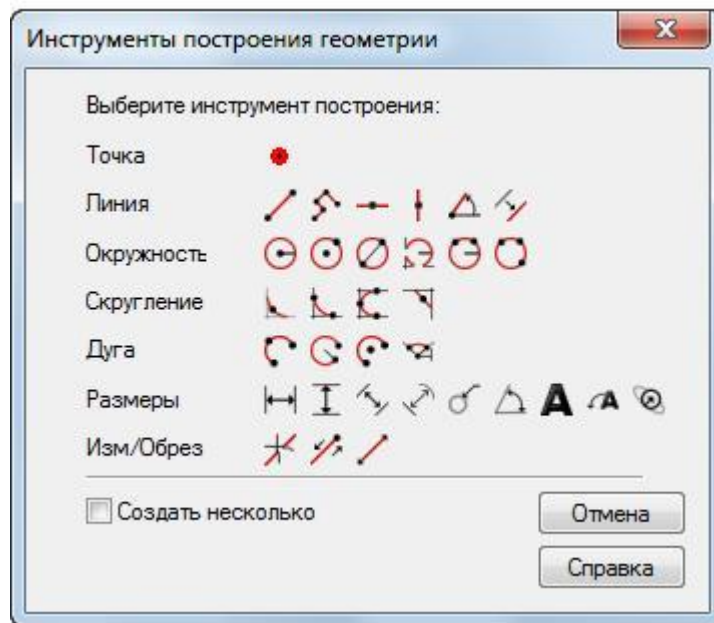 Инструменты построения геометрии
Выберите инструмент построения:
Точка
Линия
Окружность
Скругление
Дуга
Размеры A A
Изм/Обрез
Создать несколько
Отмена
Справка